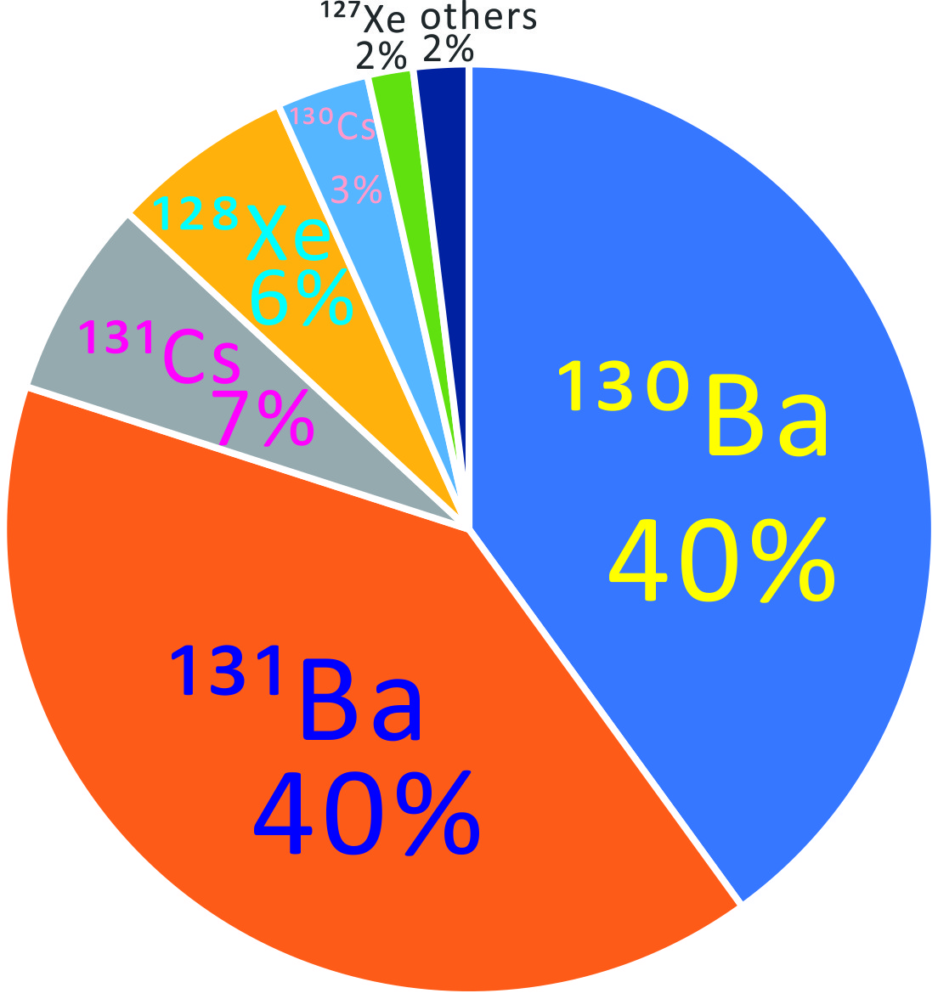 ¹²⁷Xe
2%
others
2%
¹³⁰Cs
3%
¹²⁸Xe
6%
¹³¹Cs
7%
¹³⁰Ba
40%
¹³¹Ba
40%